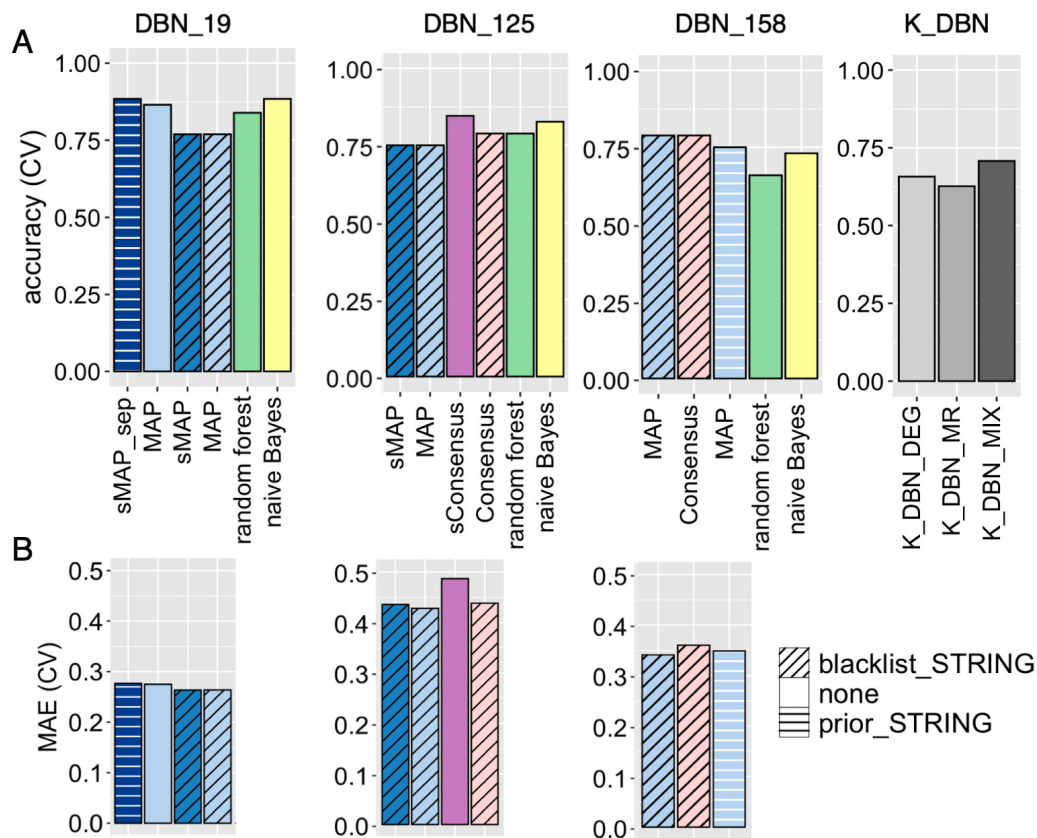 DBN_19 DBN_125 DBN_158 K_DBN
A
accuracy (CV)
1.00 1.00 1.00 1.00
0.75 0.75 0.75 0.75
0.50 0.50 0.50 0.50
0.25 0.25 0.25 0.25
0.00 0.00 0.00 0.00
sMAP_sep
MAP
sMAP
MAP
random forest
naive Bayes
sMAP
MAP
sConsensus
Consensus
random forest
naive Bayes
MAP
Consensus
MAP
random forest
naive Bayes
K_DBN_DEG
K_DBN_MR
K_DBN_MIX
B
MAE (CV)
0.5 0.5 0.5
0.4 0.4 0.4
0.3 0.3 0.3
0.2 0.2 0.2
0.1 0.1 0.1
0.0 0.0 0.0
blacklist_STRING
none
prior_STRING